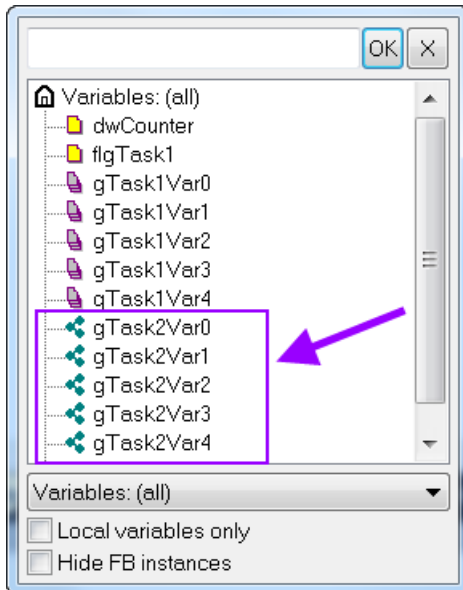 OK X
Variables: (all)
dwCounter
flgTask1
gTask1Var0
gTask1Var1
gTask1Var2
gTask1Var3
gTask1Var4
gTask2Var0
gTask2Var1
gTask2Var2
gTask2Var3
gTask2Var4
Variables: (all)
Local variables only
Hide FB instances